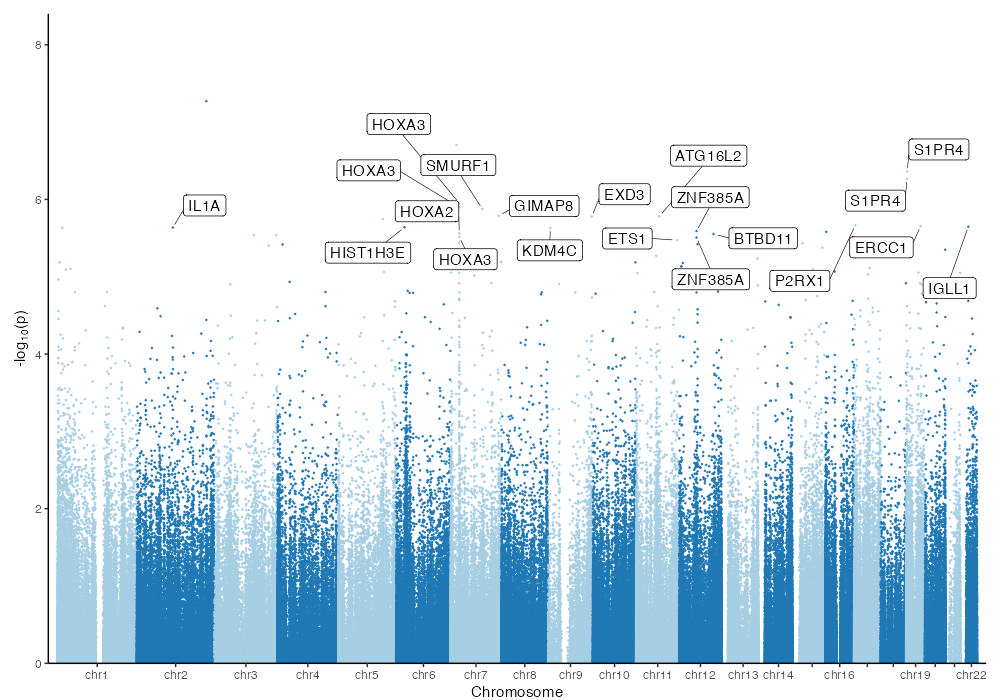 8
6
4
2
0
-log10(p)
HOXA3
HOXA3
SMURF1
ATG16L2
S1PR4
IL1A
HOXA2
GIMAP8
EXD3
ZNF385A
S1PR4
HIST1H3E
HOXA3
KDM4C
ETS1
BTBD11
ERCC1
ZNF385A
P2RX1
IGLL1
chr1 chr2 chr3 chr4 chr5 chr6 chr7 chr8 chr9 chr10 chr11 chr12 chr13 chr14 chr16 chr19 chr22
Chromosome